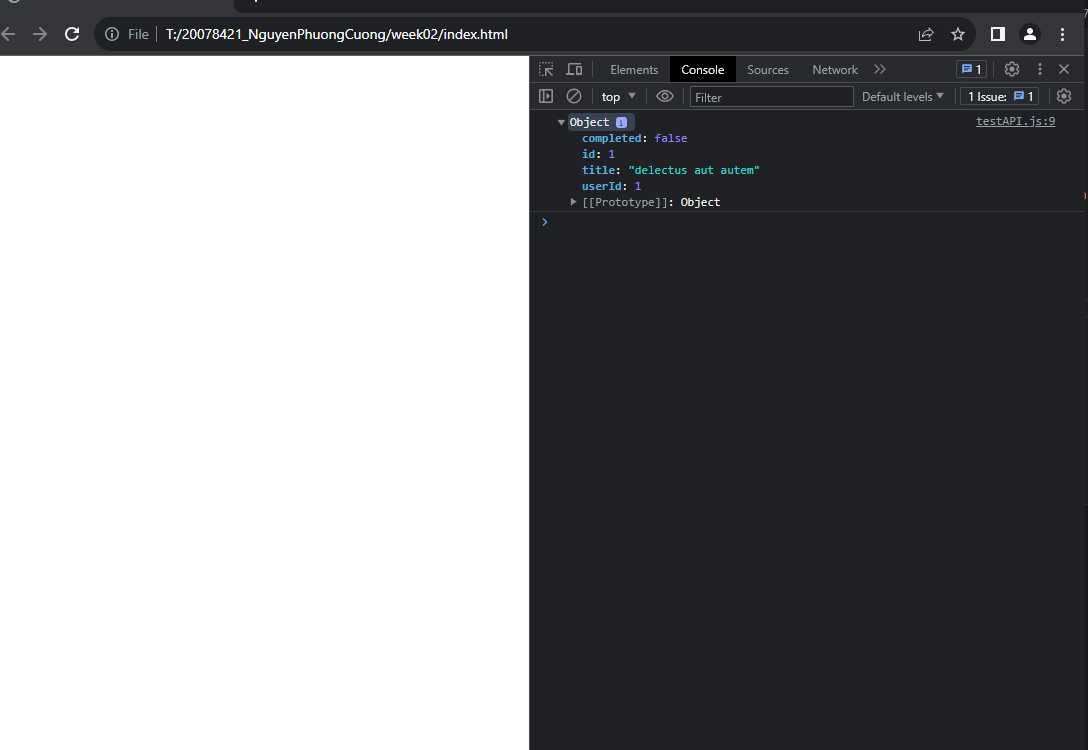 File T:/20078421_NguyenPhuongCuong/week02/index.html
Elements Console Sources Network 1
top Filter Default levels 1 Issue: 1
Object i testAPI.js:9
completed: false
id: 1
title: "delectus aut autem"
userId: 1
[[Prototype]]: Object